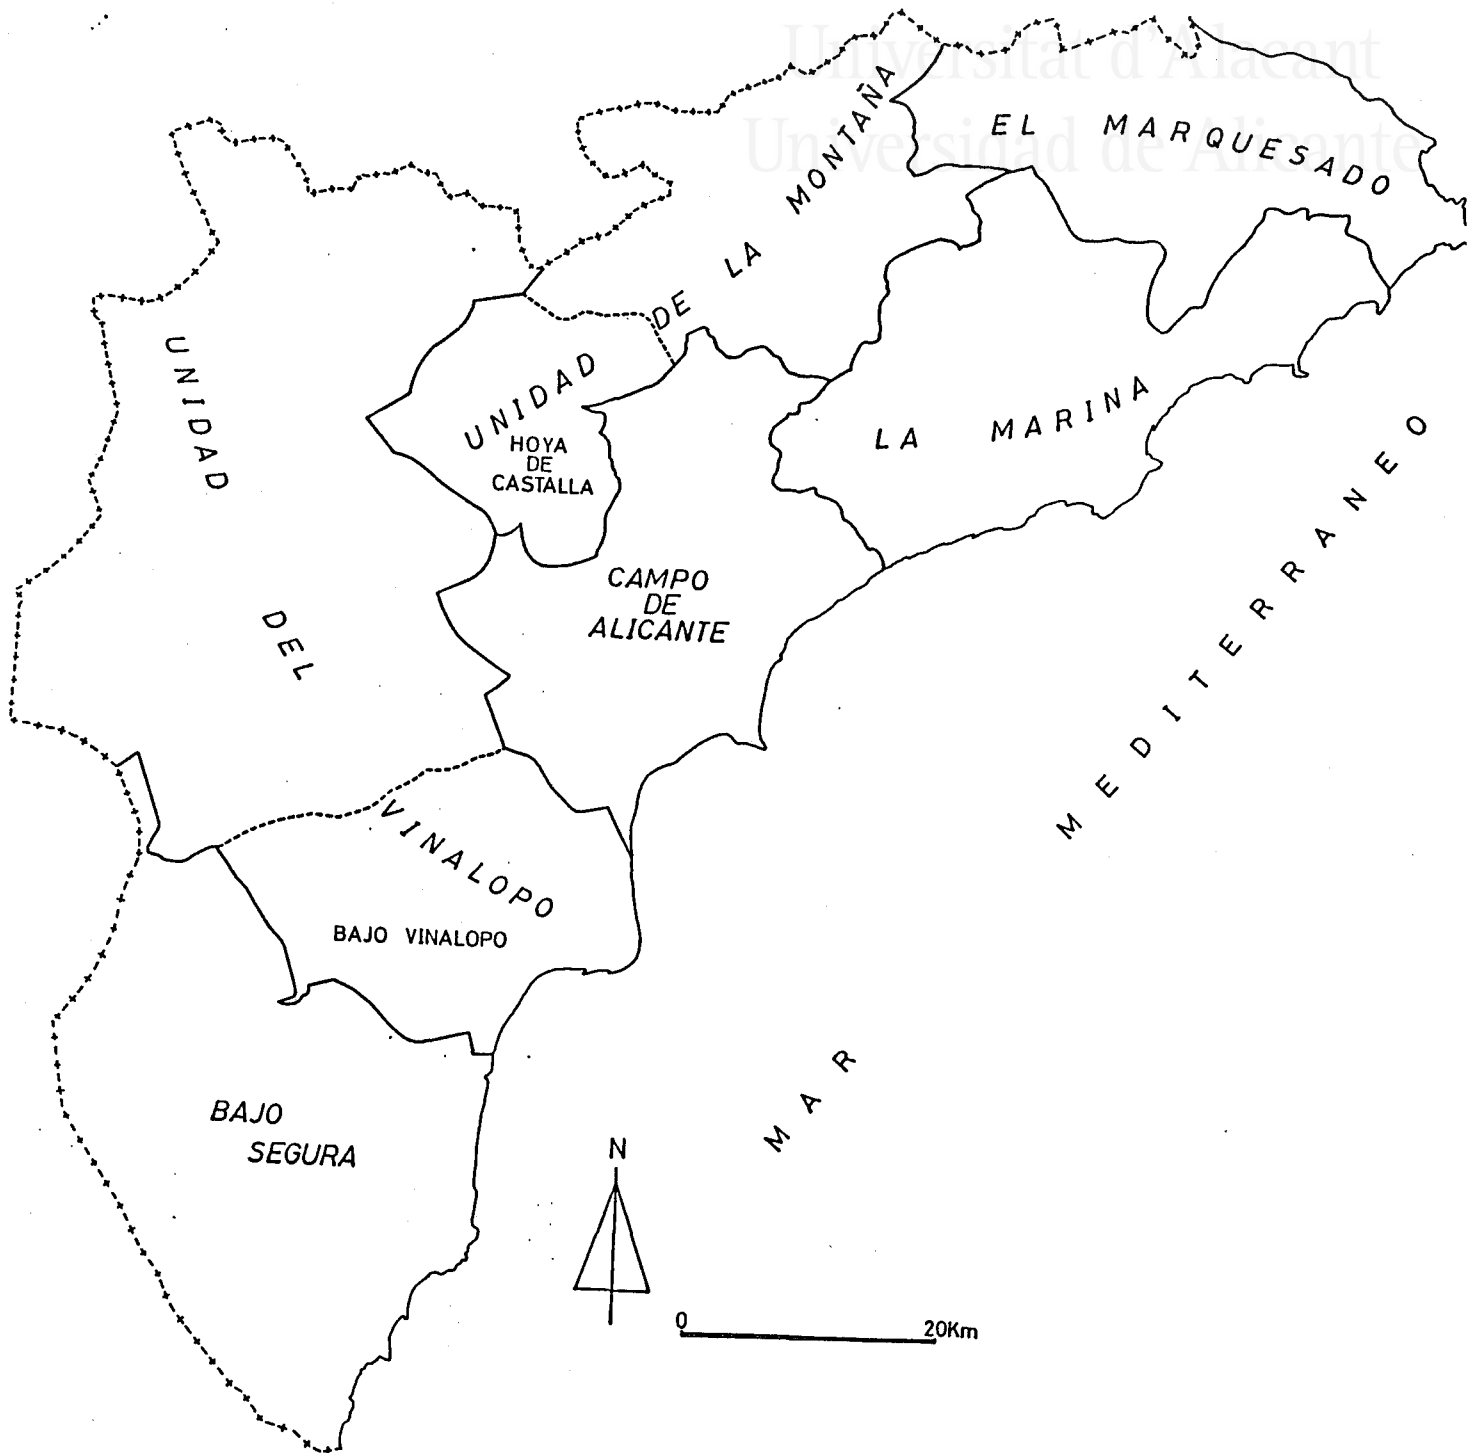 Universitat d'Alacant
Universidad de Alicante
EL MARQUESADO
UNIDAD DE LA MONTAÑA
HOYA
DE
CASTALLA
LA MARINA
UNIDAD DEL VINALOPO
CAMPO
DE
ALICANTE
BAJO VINALOPO
BAJO
SEGURA
MAR MEDITERRANEO
N
0 20Km